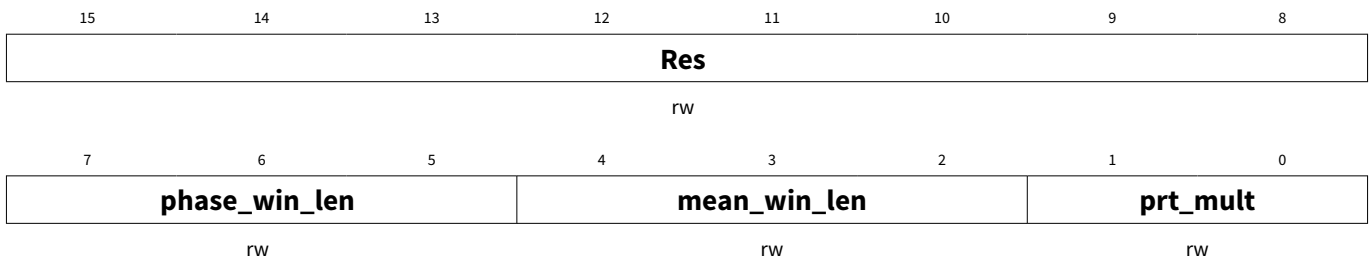 15 14 13 12 11 10 9 8
Res
rw
7 6 5 4 3 2 1 0
phase_win_len mean_win_len prt_mult
rw rw rw